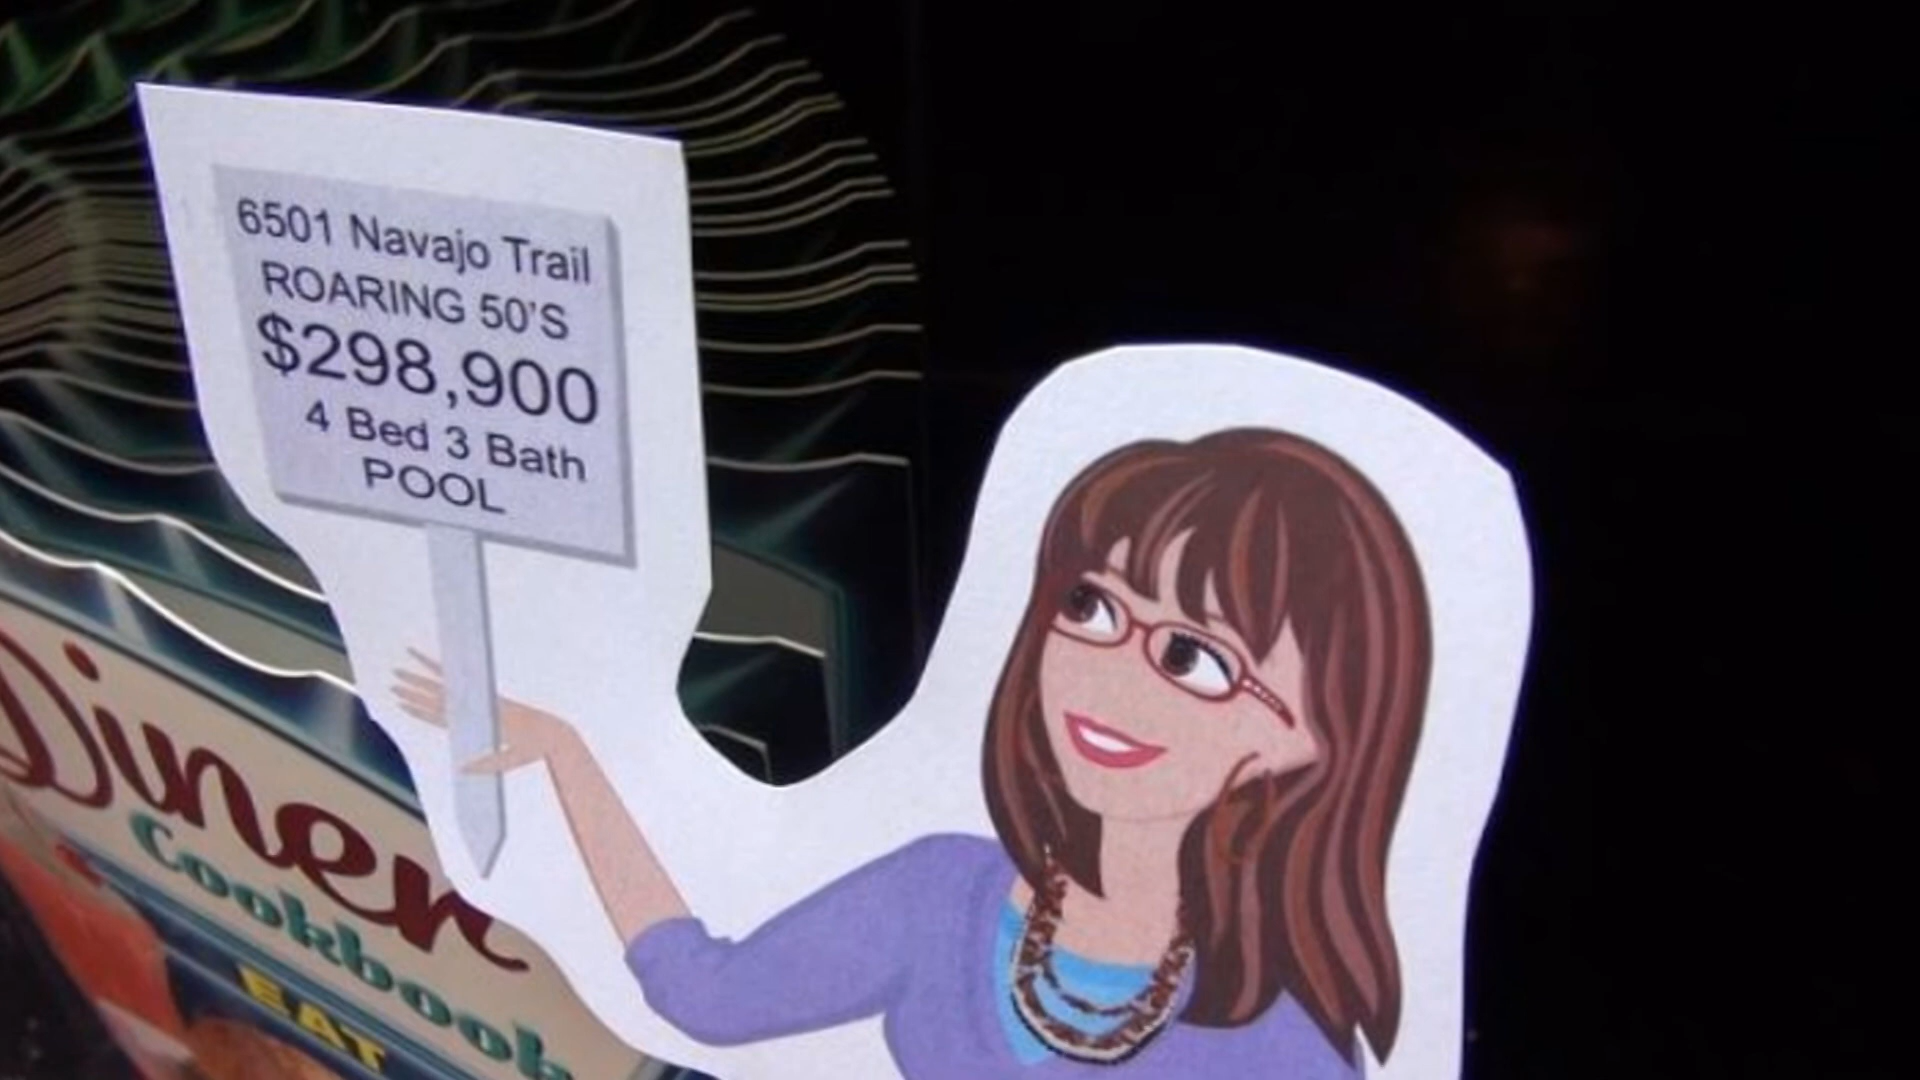 6501 Navajo Trail
ROARING 50'S
$298,900
4 Bed 3 Bath
POOL
Diner
Cookbook
EAT